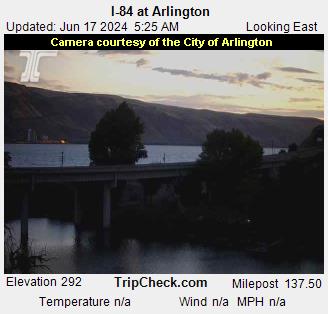 I-84 at Arlington
Updated: Jun 17 2024 5:25 AM Looking East
Camera courtesy of the City of Arlington
Elevation 292 TripCheck.com Milepost 137.50
Temperature n/a Wind n/a MPH n/a